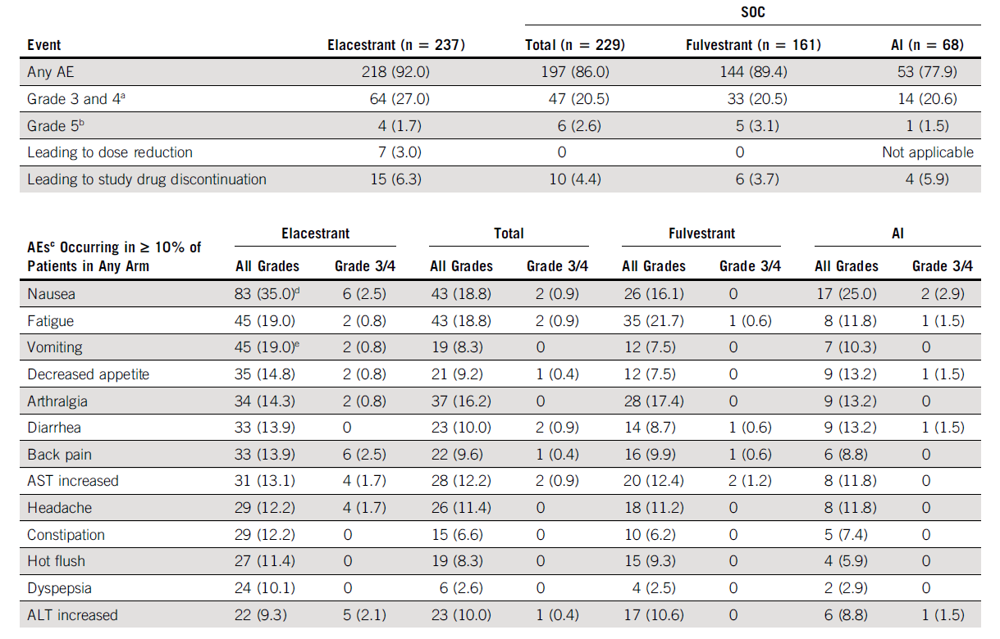 SOC
Event Elacestrant (n = 237) Total (n = 229) Fulvestrant (n = 161) AI (n = 68)
Any AE 218 (92.0) 197 (86.0) 144 (89.4) 53 (77.9)
Grade 3 and 4ᵃ 64 (27.0) 47 (20.5) 33 (20.5) 14 (20.6)
Grade 5ᵇ 4 (1.7) 6 (2.6) 5 (3.1) 1 (1.5)
Leading to dose reduction 7 (3.0) 0 0 Not applicable
Leading to study drug discontinuation 15 (6.3) 10 (4.4) 6 (3.7) 4 (5.9)
Elacestrant Total Fulvestrant AI
AEsᶜ Occurring in ≥ 10% of
Patients in Any Arm All Grades Grade 3/4 All Grades Grade 3/4 All Grades Grade 3/4 All Grades Grade 3/4
Nausea 83 (35.0)ᵈ 6 (2.5) 43 (18.8) 2 (0.9) 26 (16.1) 0 17 (25.0) 2 (2.9)
Fatigue 45 (19.0) 2 (0.8) 43 (18.8) 2 (0.9) 35 (21.7) 1 (0.6) 8 (11.8) 1 (1.5)
Vomiting 45 (19.0)ᵉ 2 (0.8) 19 (8.3) 0 12 (7.5) 0 7 (10.3) 0
Decreased appetite 35 (14.8) 2 (0.8) 21 (9.2) 1 (0.4) 12 (7.5) 0 9 (13.2) 1 (1.5)
Arthralgia 34 (14.3) 2 (0.8) 37 (16.2) 0 28 (17.4) 0 9 (13.2) 0
Diarrhea 33 (13.9) 0 23 (10.0) 2 (0.9) 14 (8.7) 1 (0.6) 9 (13.2) 1 (1.5)
Back pain 33 (13.9) 6 (2.5) 22 (9.6) 1 (0.4) 16 (9.9) 1 (0.6) 6 (8.8) 0
AST increased 31 (13.1) 4 (1.7) 28 (12.2) 2 (0.9) 20 (12.4) 2 (1.2) 8 (11.8) 0
Headache 29 (12.2) 4 (1.7) 26 (11.4) 0 18 (11.2) 0 8 (11.8) 0
Constipation 29 (12.2) 0 15 (6.6) 0 10 (6.2) 0 5 (7.4) 0
Hot flush 27 (11.4) 0 19 (8.3) 0 15 (9.3) 0 4 (5.9) 0
Dyspepsia 24 (10.1) 0 6 (2.6) 0 4 (2.5) 0 2 (2.9) 0
ALT increased 22 (9.3) 5 (2.1) 23 (10.0) 1 (0.4) 17 (10.6) 0 6 (8.8) 1 (1.5)